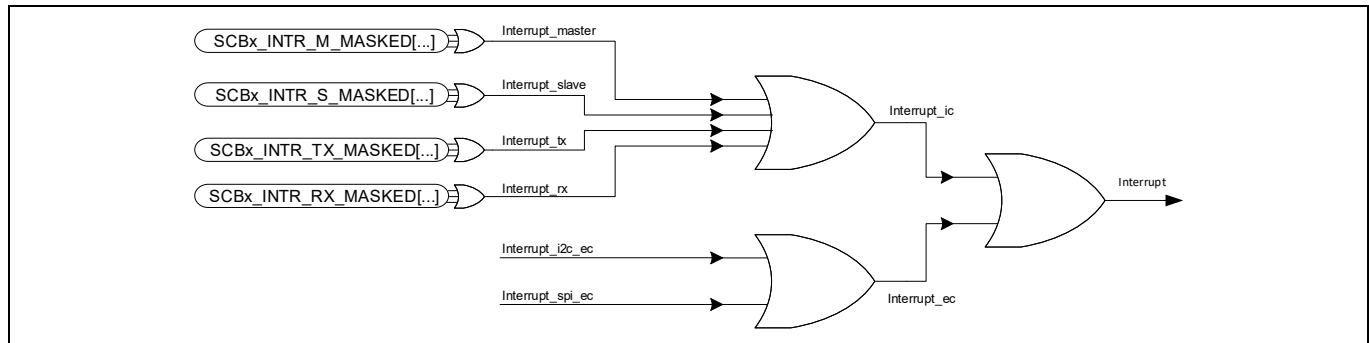 SCBx_INTR_M_MASKED[...]
Interrupt_master
SCBx_INTR_S_MASKED[...]
Interrupt_slave
Interrupt_ic
SCBx_INTR_TX_MASKED[...]
Interrupt_tx
SCBx_INTR_RX_MASKED[...]
Interrupt_rx
Interrupt
Interrupt_i2c_ec
Interrupt_spi_ec
Interrupt_ec